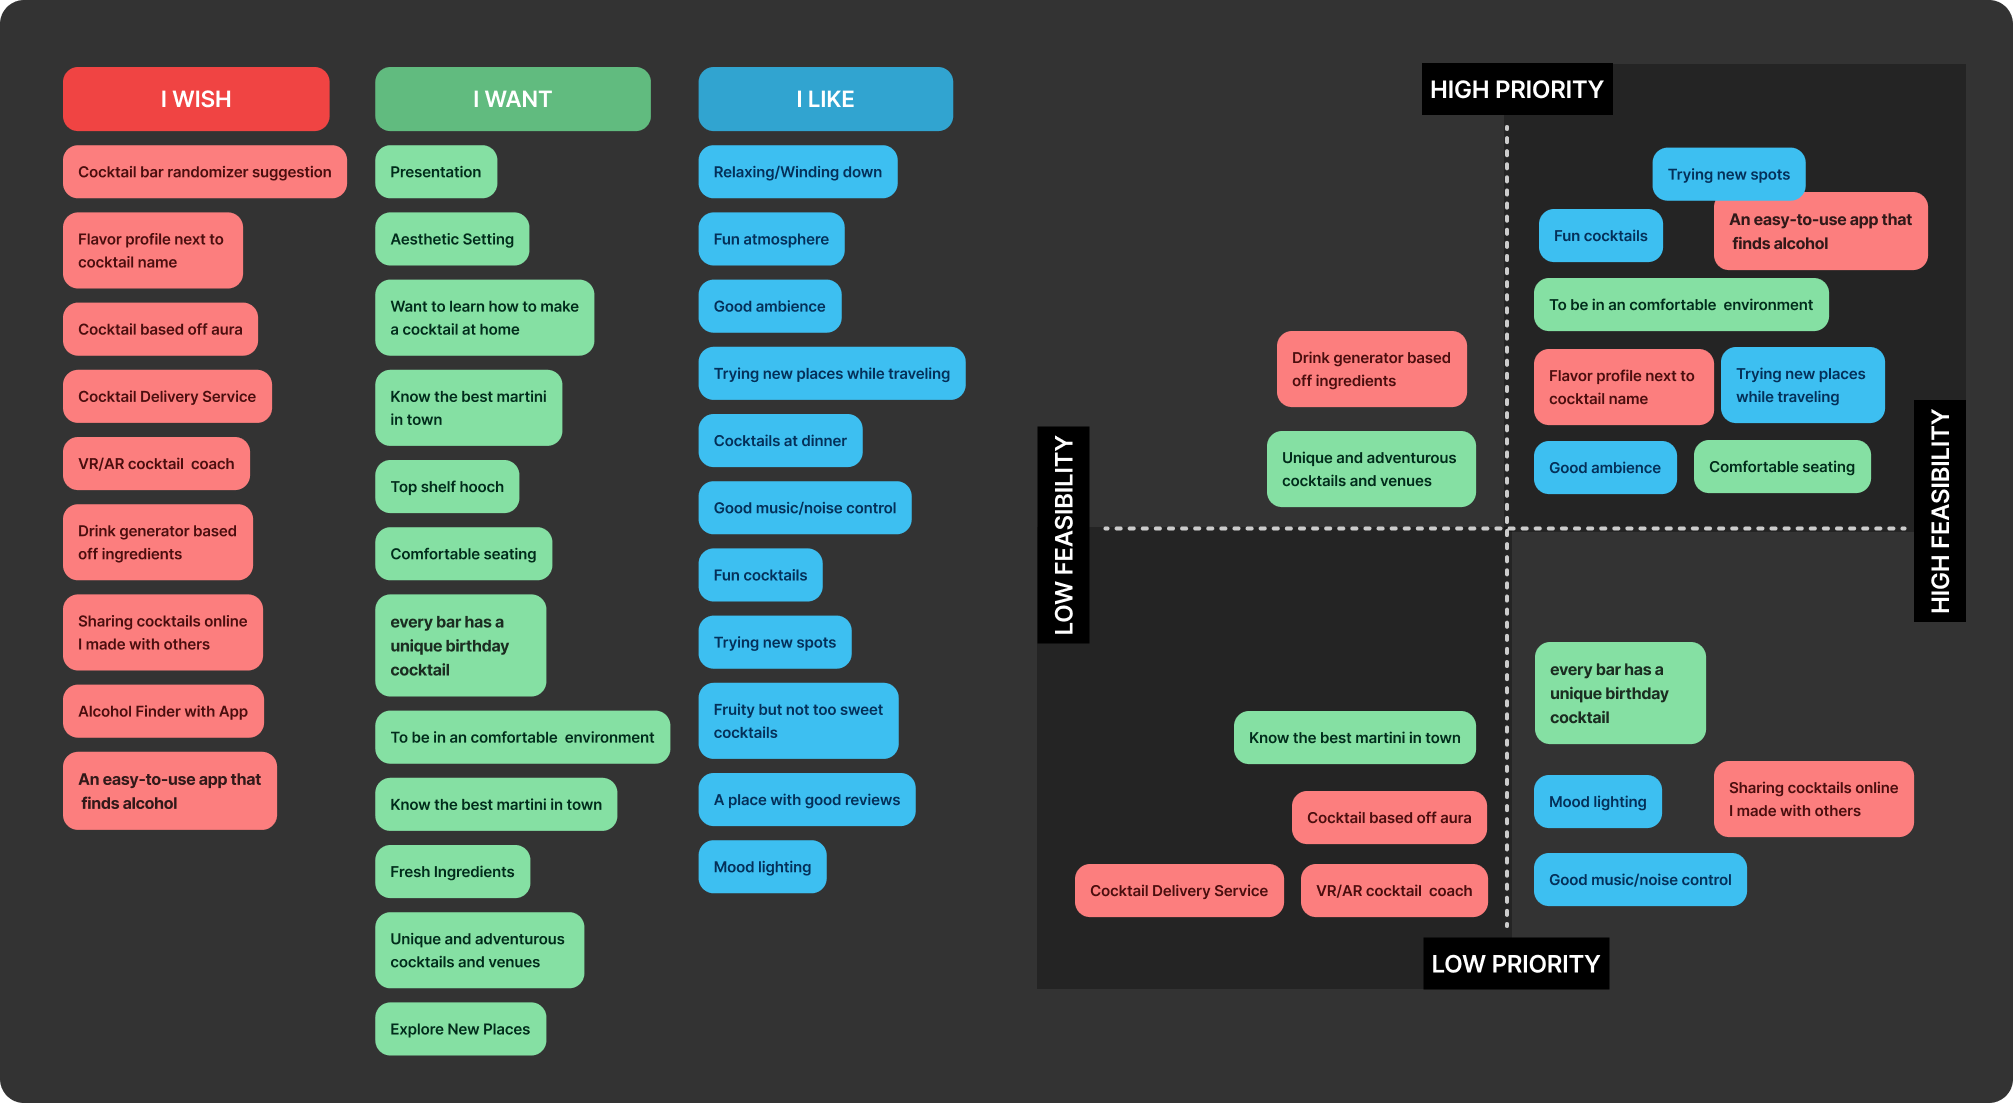 I WISH
Cocktail bar randomizer suggestion
Flavor profile next to
cocktail name
Cocktail based off aura
Cocktail Delivery Service
VR/AR cocktail coach
Drink generator based
off ingredients
Sharing cocktails online
I made with others
Alcohol Finder with App
An easy-to-use app that
finds alcohol
I WANT
Presentation
Aesthetic Setting
Want to learn how to make
a cocktail at home
Know the best martini
in town
Top shelf hooch
Comfortable seating
every bar has a
unique birthday
cocktail
To be in an comfortable environment
Know the best martini in town
Fresh Ingredients
Unique and adventurous
cocktails and venues
Explore New Places
I LIKE
Relaxing/Winding down
Fun atmosphere
Good ambience
Trying new places while traveling
Cocktails at dinner
Good music/noise control
Fun cocktails
Trying new spots
Fruity but not too sweet
cocktails
A place with good reviews
Mood lighting
HIGH PRIORITY
LOW FEASIBILITY
Drink generator based
off ingredients
Unique and adventurous
cocktails and venues
Trying new spots
Fun cocktails
An easy-to-use app that
finds alcohol
To be in an comfortable environment
Flavor profile next to
cocktail name
Trying new places
while traveling
Good ambience
Comfortable seating
HIGH FEASIBILITY
Know the best martini in town
Cocktail based off aura
Cocktail Delivery Service
VR/AR cocktail coach
every bar has a
unique birthday
cocktail
Mood lighting
Sharing cocktails online
I made with others
Good music/noise control
LOW PRIORITY